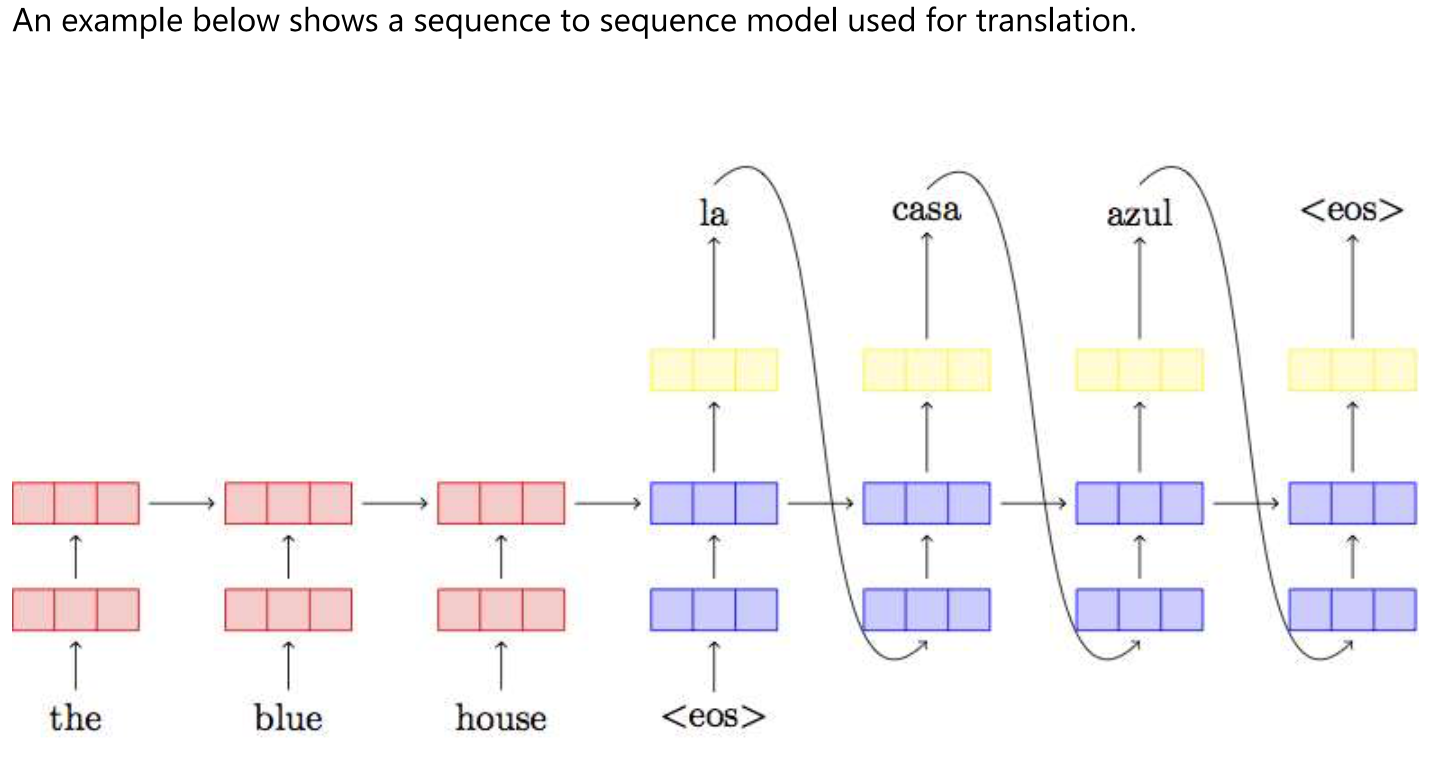 An example below shows a sequence to sequence model used for translation.
la casa azul <eos>
the blue house <eos>